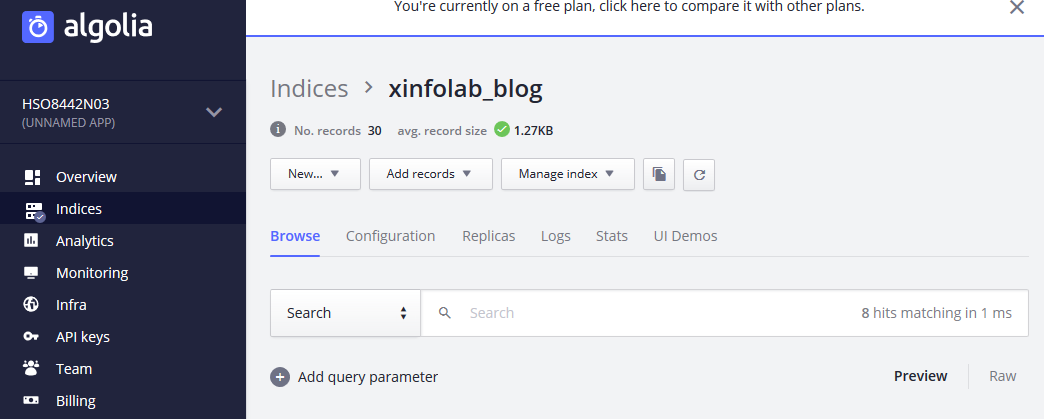 You're currently on a free plan, click here to compare it with other plans.
algolia
HSO8442N03
(UNNAMED APP)
Overview
Indices
Analytics
Monitoring
Infra
API keys
Team
Billing
Indices > xinfolab_blog
No. records 30 avg. record size 1.27KB
New... Add records Manage index
Browse Configuration Replicas Logs Stats UI Demos
Search Search 8 hits matching in 1 ms
Add query parameter Preview Raw